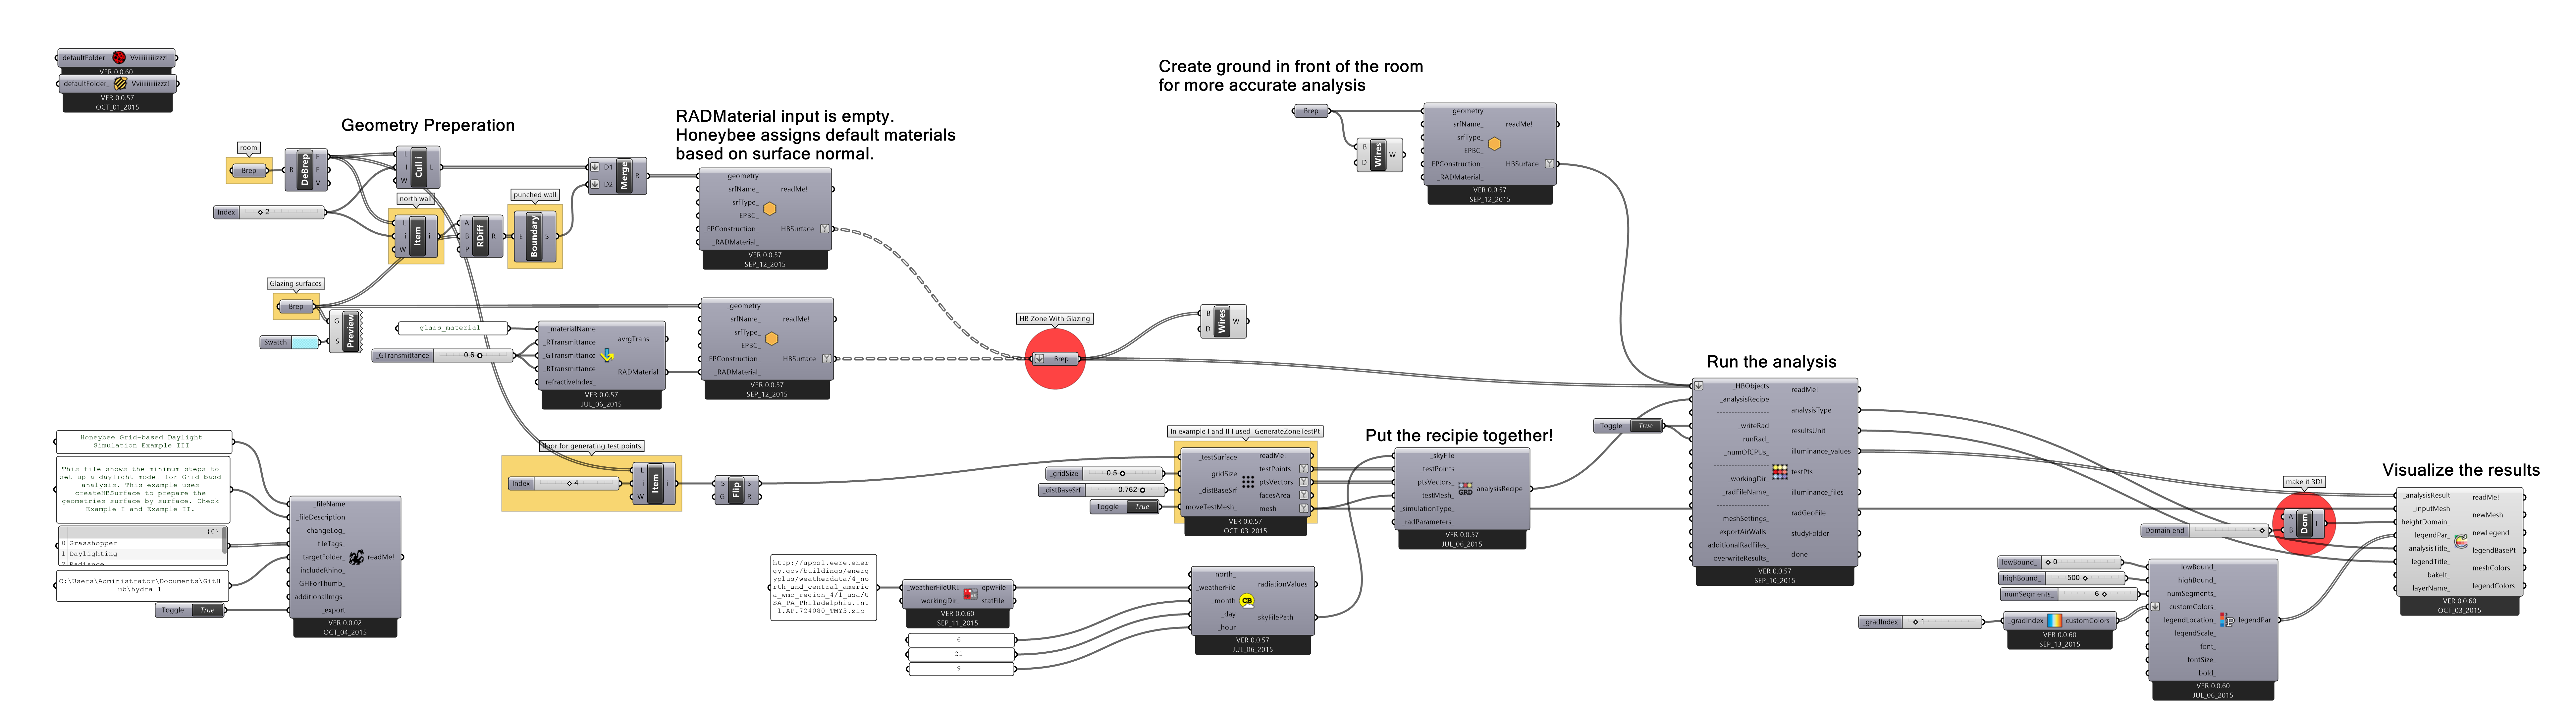 defaultFolder_ Vviiiiiiiizzz!
VER 0.0.60
defaultFolder_ Vviiiiiiiizzz!
VER 0.0.57
OCT_01_2015
Geometry Preperation
room
Brep
B DeBrep F E V
Index 2
L I W Cull i L
north wall
L i W Item i
A B P RDiff R
punched wall
E Boundary S
D1 D2 Merge R
RADMaterial input is empty.
Honeybee assigns default materials
based on surface normal.
_geometry
srfName_ readMe!
srfType_
EPBC_
_EPConstruction_ HBSurface
_RADMaterial_
VER 0.0.57
SEP_12_2015
Glazing surfaces
Brep
G S Preview
Swatch
glass_material
_GTransmittance 0.6
_materialName
_RTransmittance avrgTrans
_GTransmittance
_BTransmittance
refractiveIndex_ RADMaterial
VER 0.0.57
JUL_06_2015
_geometry
srfName_ readMe!
srfType_
EPBC_
_EPConstruction_ HBSurface
_RADMaterial_
VER 0.0.57
SEP_12_2015
HB Zone With Glazing
Brep
B D Wires W
Create ground in front of the room
for more accurate analysis
Brep
B D Wires W
_geometry
srfName_ readMe!
srfType_
EPBC_
_EPConstruction_ HBSurface
_RADMaterial_
VER 0.0.57
SEP_12_2015
Honeybee Grid-based Daylight
Simulation Example III
This file shows the minimum steps to
set up a daylight model for Grid-basd
analysis. This example uses
createHBSurface to prepare the
geometries surface by surface. Check
Example I and Example II.
{0}
0 Grasshopper
1 Daylighting
2 Radiance
C:\Users\Administrator\Documents\GitH
ub\hydra_1
Toggle True
_fileName
_fileDescription
changeLog_
fileTags_
targetFolder_ readMe!
includeRhino_
GHForThumb_
additionalImgs_
_export
VER 0.0.02
OCT_04_2015
floor for generating test points
Index 4
L i W Item i
S G Flip S R
In example I and II I used GenerateZoneTestPt
_gridSize 0.5
_distBaseSrf 0.762
Toggle True
_testSurface readMe!
_gridSize testPoints
_distBaseSrf ptsVectors
facesArea
moveTestMesh_ mesh
VER 0.0.57
OCT_03_2015
Put the recipie together!
_skyFile
_testPoints
ptsVectors_
testMesh_ analysisRecipe
_simulationType_
_radParameters_
VER 0.0.57
JUL_06_2015
http://apps1.eere.ene
rgy.gov/buildings/energ
yplus/weatherdata/4_no
rth_and_central_americ
a_wmo_region_4/1_usa/U
SA_PA_Philadelphia.Int
l.AP.724080_TMY3.zip
_weatherFileURL epwFile
workingDir_ statFile
VER 0.0.60
SEP_11_2015
6
21
9
north_
_weatherFile radiationValues
_month
_day
_hour skyFilePath
VER 0.0.57
JUL_06_2015
Run the analysis
Toggle True
_HBObjects readMe!
_analysisRecipe
analysisType
_writeRad resultsUnit
runRad_
_numOfCPUs_ illuminance_values
testPts
_workingDir_
_radFileName_ illuminance_files
radGeoFile
meshSettings_
exportAirWalls_ studyFolder
additionalRadFiles_
overwriteResults_ done
VER 0.0.57
SEP_10_2015
Visualize the results
make it 3D!
Domain end 1
A B Dom I
lowBound_ 0
highBound_ 500
numSegments_ 6
_gradIndex 1
_gradIndex customColors
VER 0.0.60
SEP_13_2015
lowBound_
highBound_
numSegments_
customColors_
legendLocation_ legendPar
legendScale_
font_
fontSize_
bold_
VER 0.0.60
JUL_06_2015
_analysisResult readMe!
_inputMesh newMesh
heightDomain_
legendPar_ newLegend
analysisTitle_ legendBasePt
legendTitle_ meshColors
bakeIt_
layerName_ legendColors
VER 0.0.60
OCT_03_2015